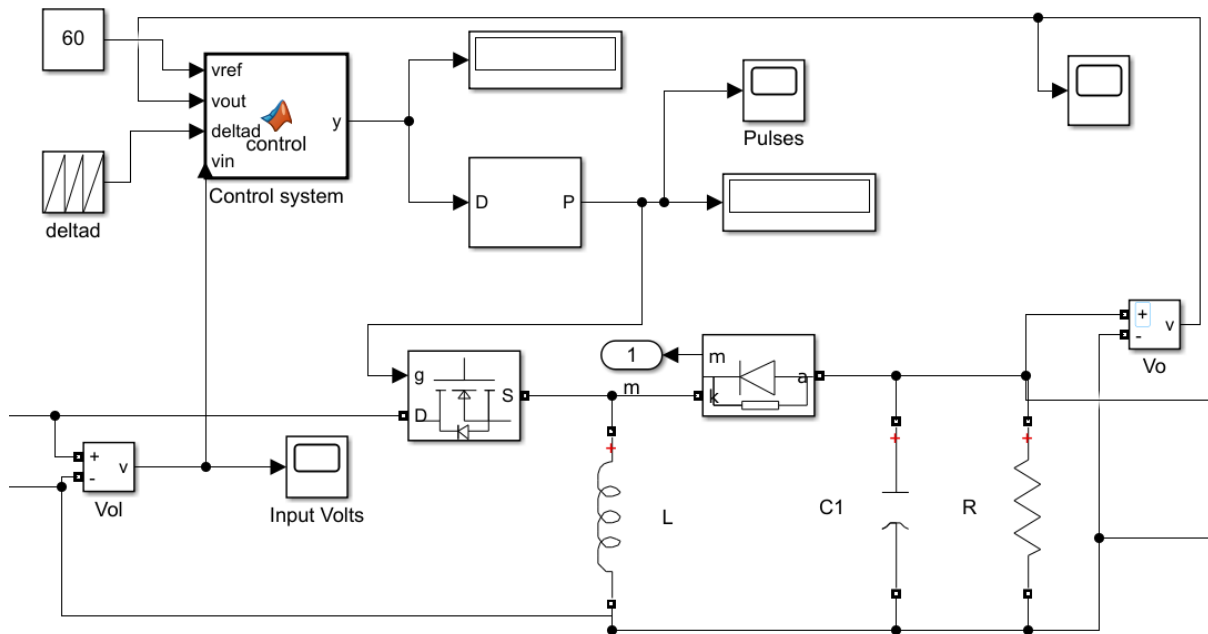 60
vref
vout
deltad
vin
control
y
Control system
deltad
D
P
Pulses
+
-
v
Vo
1
m
k
a
m
g
D
S
+
-
v
Vol
Input Volts
+
L
+
C1
+
R